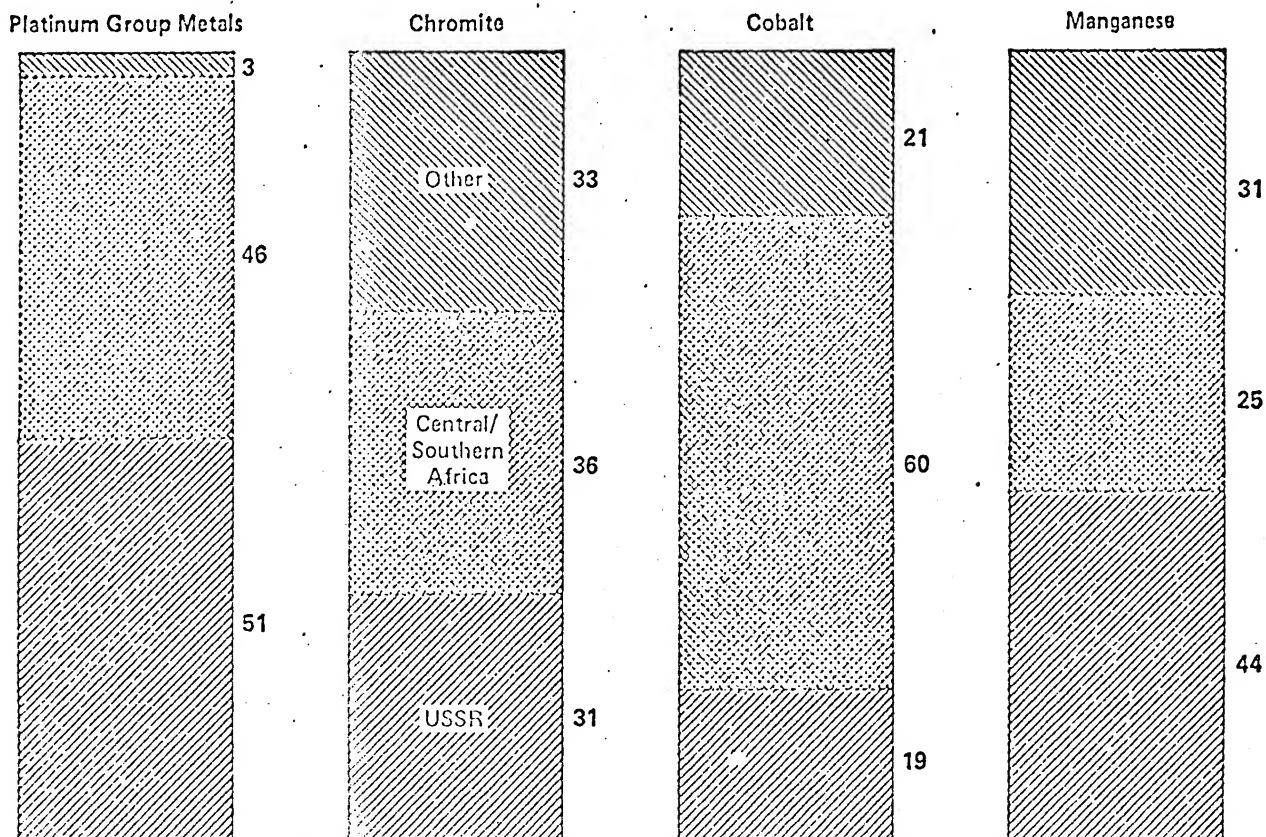 Platinum Group Metals
3
46
51
Chromite
Other
33
Central/
Southern
Africa
36
USSR
31
Cobalt
21
60
19
Manganese
31
25
44